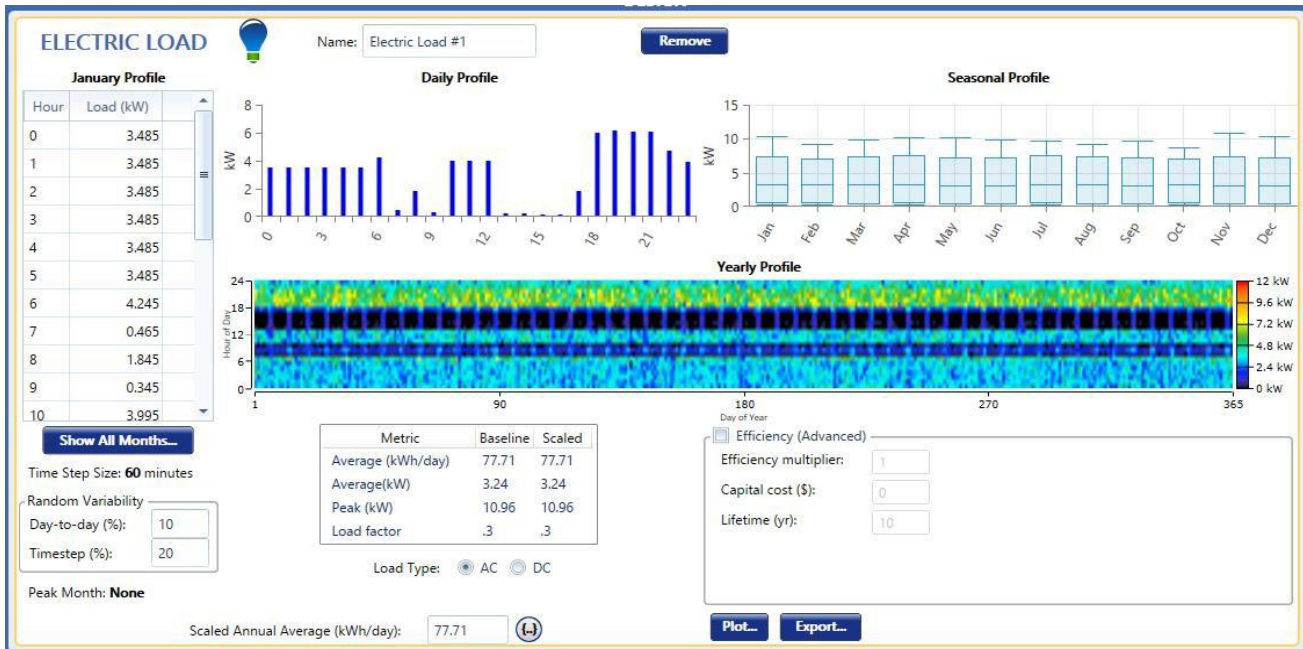 ELECTRIC LOAD
Name: Electric Load #1
Remove
January Profile
Hour Load (kW)
0 3.485
1 3.485
2 3.485
3 3.485
4 3.485
5 3.485
6 4.245
7 0.465
8 1.845
9 0.345
10 3.995
Show All Months...
Time Step Size: 60 minutes
Random Variability
Day-to-day (%): 10
Timestep (%): 20
Peak Month: None
Daily Profile
kW
8
6
4
2
0
0 3 6 9 12 15 18 21
Seasonal Profile
kW
15
10
5
0
Jan Feb Mar Apr May Jun Jul Aug Sep Oct Nov Dec
Yearly Profile
Hour of Day
24
18
12
6
0
1 90 180 270 365
Day of Year
12 kW
9.6 kW
7.2 kW
4.8 kW
2.4 kW
0 kW
Metric Baseline Scaled
Average (kWh/day) 77.71 77.71
Average(kW) 3.24 3.24
Peak (kW) 10.96 10.96
Load factor .3 .3
Load Type: AC DC
Scaled Annual Average (kWh/day): 77.71 {..}
Efficiency (Advanced)
Efficiency multiplier: 1
Capital cost ($): 0
Lifetime (yr): 10
Plot... Export...